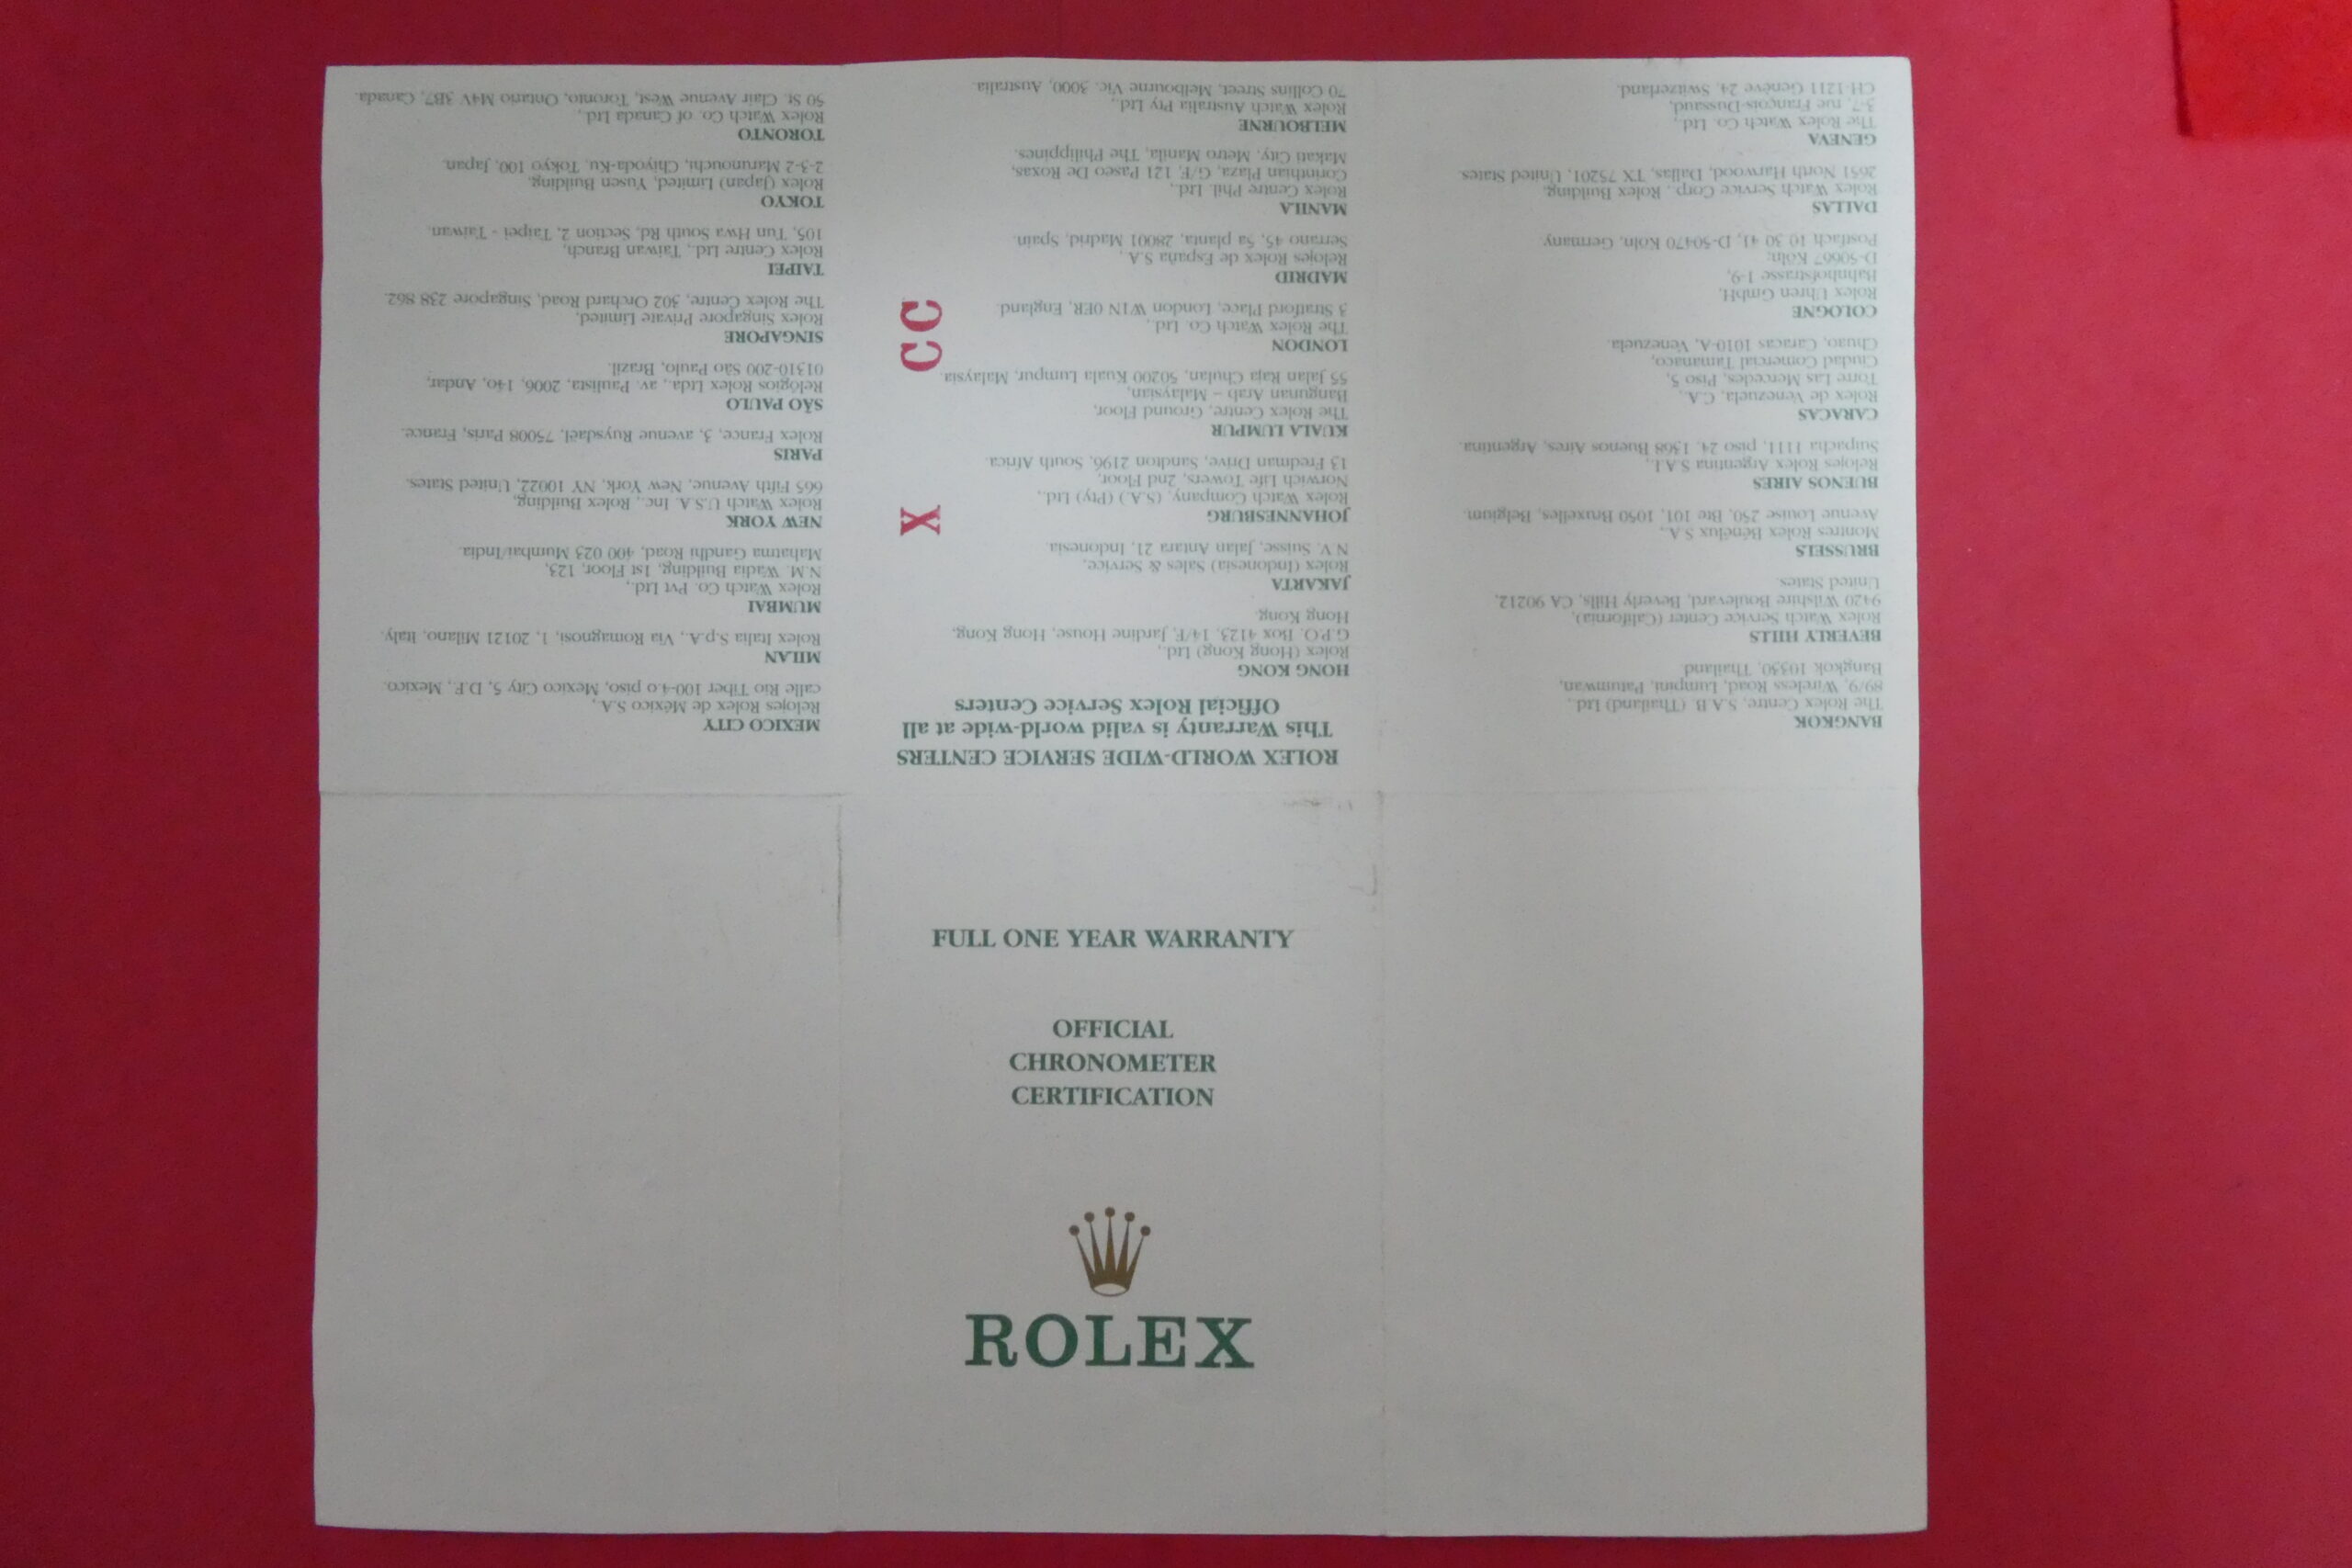 FULL ONE YEAR WARRANTY
OFFICIAL
CHRONOMETER
CERTIFICATION
ROLEX
ROLEX WORLD-WIDE SERVICE CENTERS
This Warranty is valid world-wide at all
Official Rolex Service Centers
BANGKOK
The Rolex Centre, S.A.B. (Thailand) Ltd.,
89/9, Wireless Road, Lumpini, Patumwan,
Bangkok 10330, Thailand
BEVERLY HILLS
Rolex Watch Service Center (California),
9420 Wilshire Boulevard, Beverly Hills, CA 90212,
United States
BRUSSELS
Montres Rolex Bénélux S.A.,
Avenue Louise 250, Bte 101, 1050 Bruxelles, Belgium.
BUENOS AIRES
Relojes Rolex Argentina S.A.I.,
Suipacha 1111, piso 24, 1368 Buenos Aires, Argentina.
CARACAS
Rolex de Venezuela, C.A.,
Torre Las Mercedes, Piso 5,
Ciudad Comercial Tamanaco,
Chuao, Caracas 1010-A, Venezuela.
COLOGNE
Rolex Uhren GmbH,
Bahnhofstrasse 1-9,
D-50667 Köln;
Postfach 10 30 41, D-50470 Köln, Germany.
DALLAS
Rolex Watch Service Corp., Rolex Building,
2651 North Harwood, Dallas, TX 75201, United States.
GENEVA
The Rolex Watch Co. Ltd.,
3-7, rue François-Dussaud,
CH-1211 Genève 24, Switzerland.
HONG KONG
Rolex (Hong Kong) Ltd.,
G.P.O. Box 4123, 14/F, Jardine House, Hong Kong,
Hong Kong.
JAKARTA
Rolex (Indonesia) Sales & Service,
N.V. Suisse, Jalan Antara 21, Indonesia.
JOHANNESBURG
Rolex Watch Company, (S.A.) (Pty) Ltd.,
Norwich Life Towers, 2nd Floor,
13 Fredman Drive, Sandton 2196, South Africa.
KUALA LUMPUR
The Rolex Centre, Ground Floor,
Bangunan Arab – Malaysian,
55 Jalan Raja Chulan, 50200 Kuala Lumpur, Malaysia.
LONDON
The Rolex Watch Co. Ltd.,
3 Stratford Place, London W1N 0ER, England.
MADRID
Relojes Rolex de España S.A.,
Serrano 45, 5a planta, 28001 Madrid, Spain.
MANILA
Rolex Centre Phil. Ltd.,
Corinthian Plaza, G/F, 121 Paseo De Roxas,
Makati City, Metro Manila, The Philippines.
MELBOURNE
Rolex Watch Australia Pty Ltd.,
70 Collins Street, Melbourne Vic. 3000, Australia.
X CC
MEXICO CITY
Relojes Rolex de México S.A.,
calle Río Tíber 100-4.o piso, Mexico City 5, D.F., Mexico.
MILAN
Rolex Italia S.p.A., Via Romagnosi, 1, 20121 Milano, Italy.
MUMBAI
Rolex Watch Co. Pvt Ltd.,
N.M. Wadia Building, 1st Floor, 123,
Mahatma Gandhi Road, 400 023 Mumbai/India.
NEW YORK
Rolex Watch U.S.A. Inc., Rolex Building,
665 Fifth Avenue, New York, NY 10022, United States.
PARIS
Rolex France, 3, avenue Ruysdaël, 75008 Paris, France.
SÃO PAULO
Relógios Rolex Ltda., av. Paulista, 2006, 14o, Andar,
01310-200 São Paulo, Brazil.
SINGAPORE
Rolex Singapore Private Limited,
The Rolex Centre, 302 Orchard Road, Singapore 238 862.
TAIPEI
Rolex Centre Ltd., Taiwan Branch,
105, Tun Hwa South Rd, Section 2, Taipei - Taiwan.
TOKYO
Rolex (Japan) Limited, Yusen Building,
2-3-2 Marunouchi, Chiyoda-Ku, Tokyo 100, Japan.
TORONTO
Rolex Watch Co. of Canada Ltd.,
50 St. Clair Avenue West, Toronto, Ontario M4V 3B7, Canada.